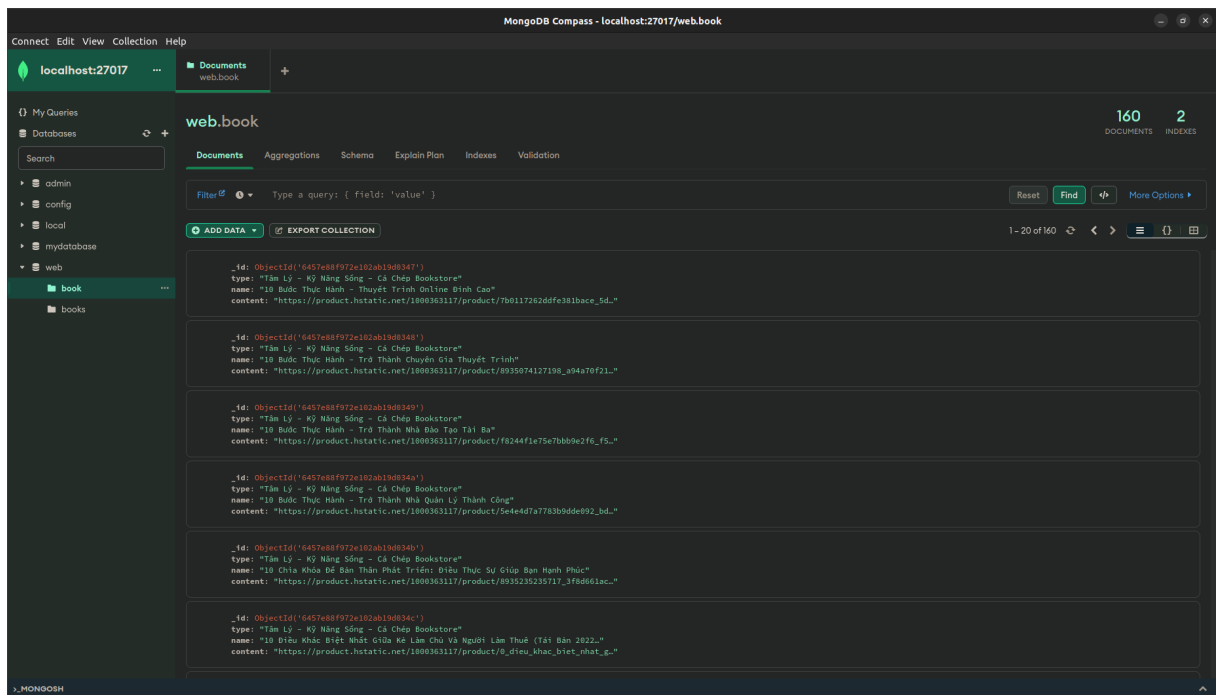 MongoDB Compass - localhost:27017/web.book
Connect Edit View Collection Help
localhost:27017 ...
Documents
web.book
+
{} My Queries
Databases
Search
admin
config
local
mydatabase
web
book ...
books
web.book
160
DOCUMENTS
2
INDEXES
Documents Aggregations Schema Explain Plan Indexes Validation
Filter Type a query: { field: 'value' } Reset Find </> More Options
ADD DATA EXPORT COLLECTION 1 – 20 of 160 {}
_id: ObjectId('6457e88f972e102ab19d0347')
type: "Tâm Lý - Kỹ Năng Sống - Cá Chép Bookstore"
name: "10 Bước Thực Hành - Thuyết Trình Online Đỉnh Cao"
content: "https://product.hstatic.net/1000363117/product/7b0117262ddfe381bace_5d…"
_id: ObjectId('6457e88f972e102ab19d0348')
type: "Tâm Lý - Kỹ Năng Sống - Cá Chép Bookstore"
name: "10 Bước Thực Hành - Trở Thành Chuyên Gia Thuyết Trình"
content: "https://product.hstatic.net/1000363117/product/8935074127198_a94a70f21…"
_id: ObjectId('6457e88f972e102ab19d0349')
type: "Tâm Lý - Kỹ Năng Sống - Cá Chép Bookstore"
name: "10 Bước Thực Hành - Trở Thành Nhà Đào Tạo Tài Ba"
content: "https://product.hstatic.net/1000363117/product/f8244f1e75e7bbb9e2f6_f5…"
_id: ObjectId('6457e88f972e102ab19d034a')
type: "Tâm Lý - Kỹ Năng Sống - Cá Chép Bookstore"
name: "10 Bước Thực Hành - Trở Thành Nhà Quản Lý Thành Công"
content: "https://product.hstatic.net/1000363117/product/5e4e4d7a7783b9dde092_bd…"
_id: ObjectId('6457e88f972e102ab19d034b')
type: "Tâm Lý - Kỹ Năng Sống - Cá Chép Bookstore"
name: "10 Chìa Khóa Để Bản Thân Phát Triển: Điều Thực Sự Giúp Bạn Hạnh Phúc"
content: "https://product.hstatic.net/1000363117/product/8935235235717_3f8d661ac…"
_id: ObjectId('6457e88f972e102ab19d034c')
type: "Tâm Lý - Kỹ Năng Sống - Cá Chép Bookstore"
name: "10 Điều Khác Biệt Nhất Giữa Kẻ Làm Chủ Và Người Làm Thuê (Tái Bản 2022…"
content: "https://product.hstatic.net/1000363117/product/0_dieu_khac_biet_nhat_g…"
>_MONGOSH